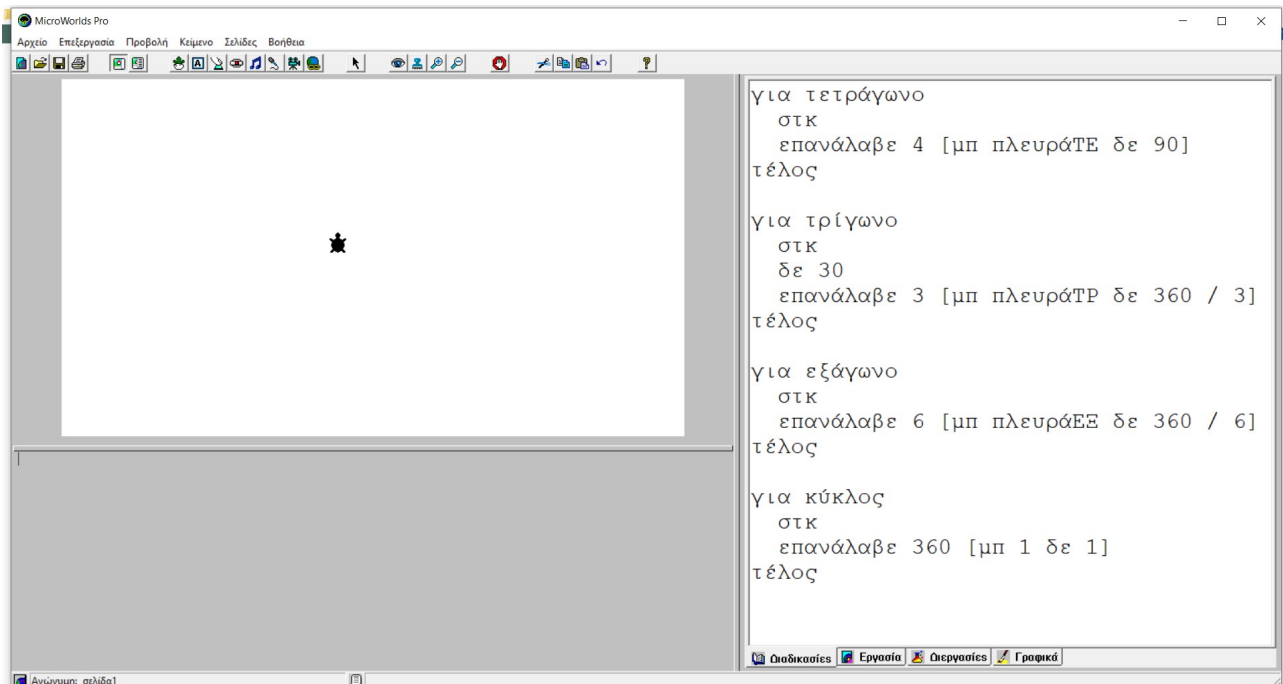 MicroWorlds Pro
Αρχείο Επεξεργασία Προβολή Κείμενο Σελίδες Βοήθεια
για τετράγωνο
στκ
επανάλαβε 4 [μπ πλευράΤΕ δε 90]
τέλος
για τρίγωνο
στκ
δε 30
επανάλαβε 3 [μπ πλευράΤΡ δε 360 / 3]
τέλος
για εξάγωνο
στκ
επανάλαβε 6 [μπ πλευράΕΞ δε 360 / 6]
τέλος
για κύκλος
στκ
επανάλαβε 360 [μπ 1 δε 1]
τέλος
Διαδικασίες Εργασία Διεργασίες Γραφικά
Ανώνυμη: σελίδα1